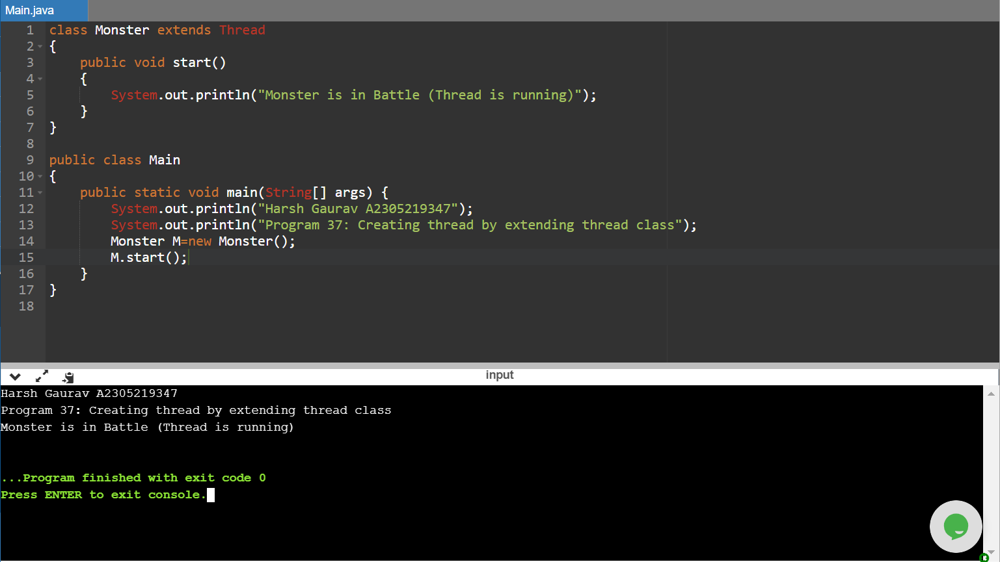 Main.java
1 class Monster extends Thread
2 {
3     public void start()
4     {
5         System.out.println("Monster is in Battle (Thread is running)");
6     }
7 }
8
9 public class Main
10 {
11     public static void main(String[] args) {
12         System.out.println("Harsh Gaurav A2305219347");
13         System.out.println("Program 37: Creating thread by extending thread class");
14         Monster M=new Monster();
15         M.start();
16     }
17 }
18
input
Harsh Gaurav A2305219347
Program 37: Creating thread by extending thread class
Monster is in Battle (Thread is running)
...Program finished with exit code 0
Press ENTER to exit console.